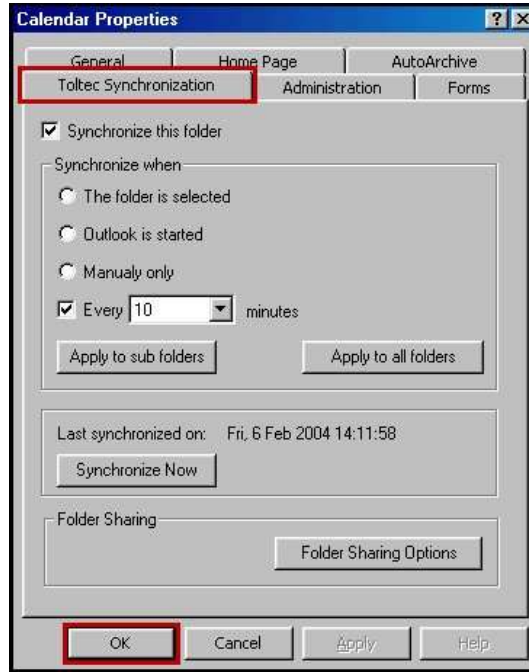 Calendar Properties
General Home Page AutoArchive
Toltec Synchronization Administration Forms
Synchronize this folder
Synchronize when
The folder is selected
Outlook is started
Manualy only
Every 10 minutes
Apply to sub folders Apply to all folders
Last synchronized on: Fri, 6 Feb 2004 14:11:58
Synchronize Now
Folder Sharing
Folder Sharing Options
OK Cancel Apply Help